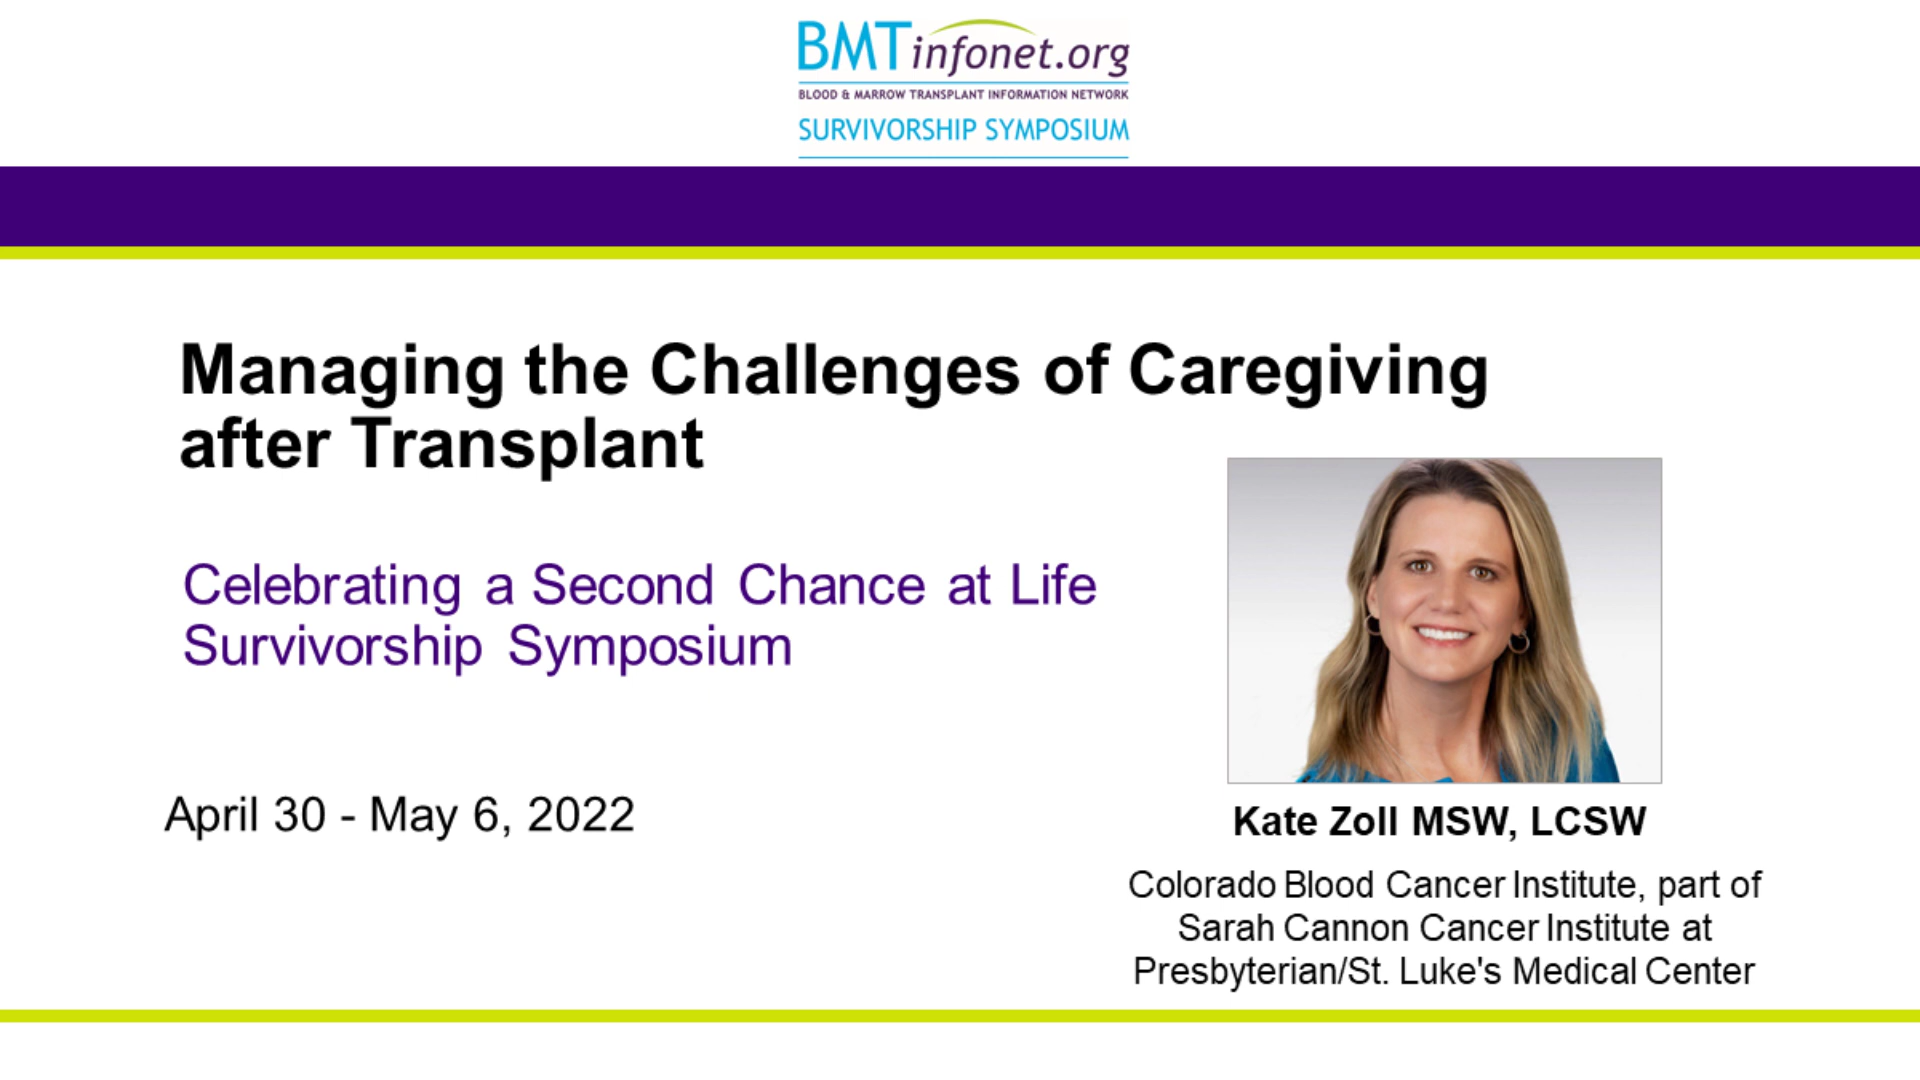 BMTinfonet.org
BLOOD & MARROW TRANSPLANT INFORMATION NETWORK
SURVIVORSHIP SYMPOSIUM
Managing the Challenges of Caregiving
after Transplant
Celebrating a Second Chance at Life
Survivorship Symposium
April 30 - May 6, 2022
Kate Zoll MSW, LCSW
Colorado Blood Cancer Institute, part of
Sarah Cannon Cancer Institute at
Presbyterian/St. Luke's Medical Center